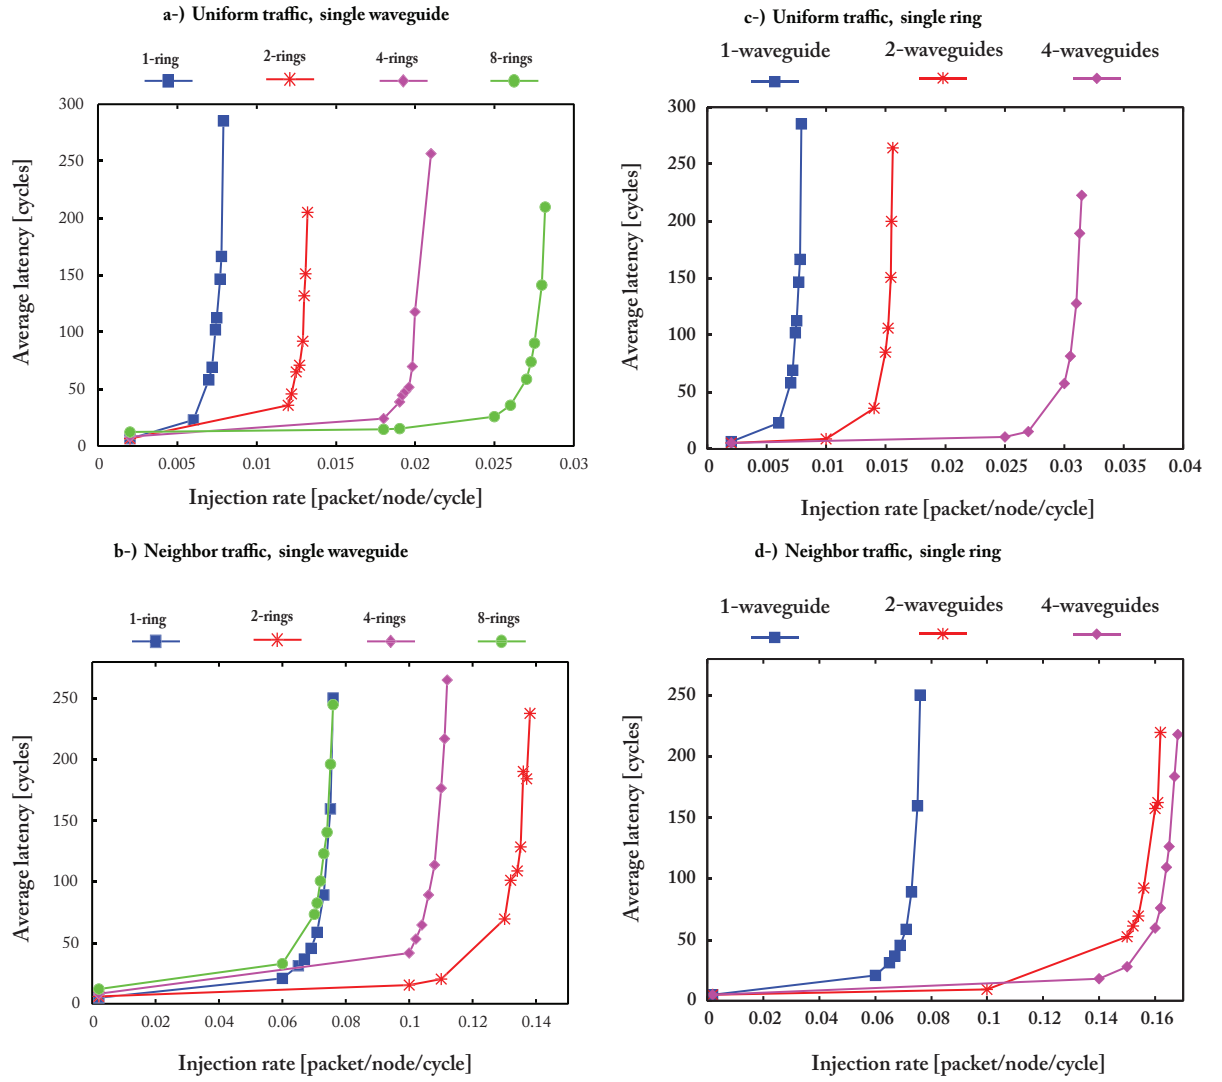 a-) Uniform traffic, single waveguide
1-ring 2-rings 4-rings 8-rings
300
250
200
150
100
50
0
0 0.005 0.01 0.015 0.02 0.025 0.03
Average latency [cycles]
Injection rate [packet/node/cycle]
c-) Uniform traffic, single ring
1-waveguide 2-waveguides 4-waveguides
300
250
200
150
100
50
0
0 0.005 0.01 0.015 0.02 0.025 0.03 0.035 0.04
Average latency [cycles]
Injection rate [packet/node/cycle]
b-) Neighbor traffic, single waveguide
1-ring 2-rings 4-rings 8-rings
250
200
150
100
50
0
0 0.02 0.04 0.06 0.08 0.1 0.12 0.14
Average latency [cycles]
Injection rate [packet/node/cycle]
d-) Neighbor traffic, single ring
1-waveguide 2-waveguides 4-waveguides
250
200
150
100
50
0
0 0.02 0.04 0.06 0.08 0.1 0.12 0.14 0.16
Average latency [cycles]
Injection rate [packet/node/cycle]